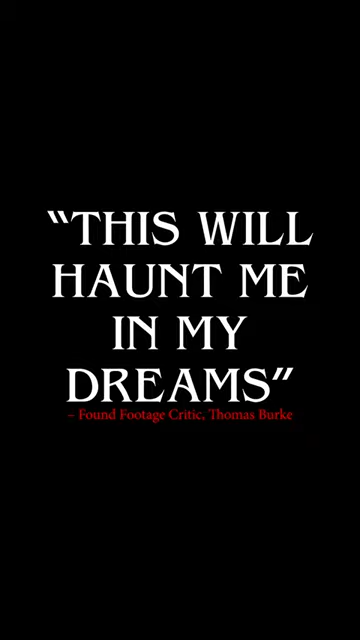 “THIS WILL
HAUNT ME
IN MY
DREAMS”
– Found Footage Critic, Thomas Burke